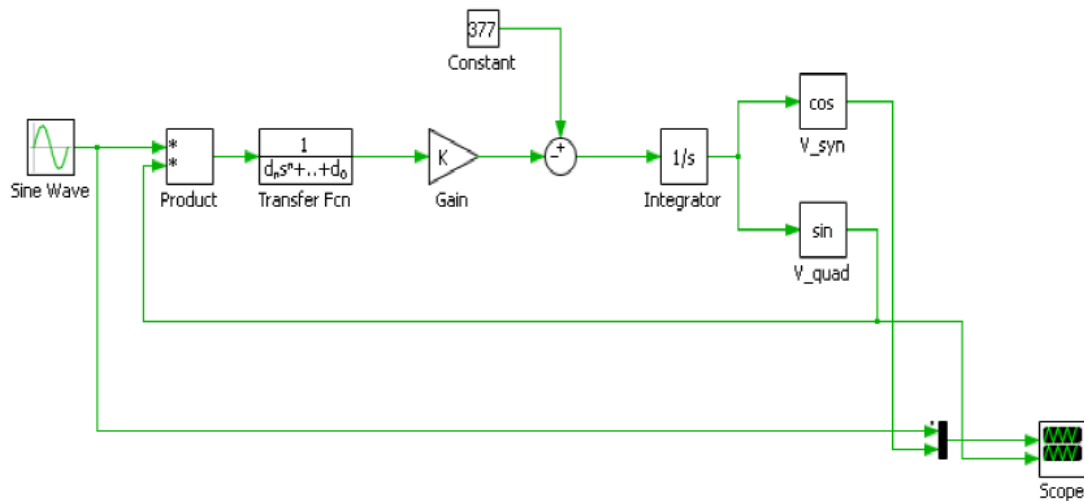 377
Constant
cos
V_syn
*
*
1
dₙsⁿ+..+d₀
K
+
−
1/s
Sine Wave
Product
Transfer Fcn
Gain
Integrator
sin
V_quad
Scope